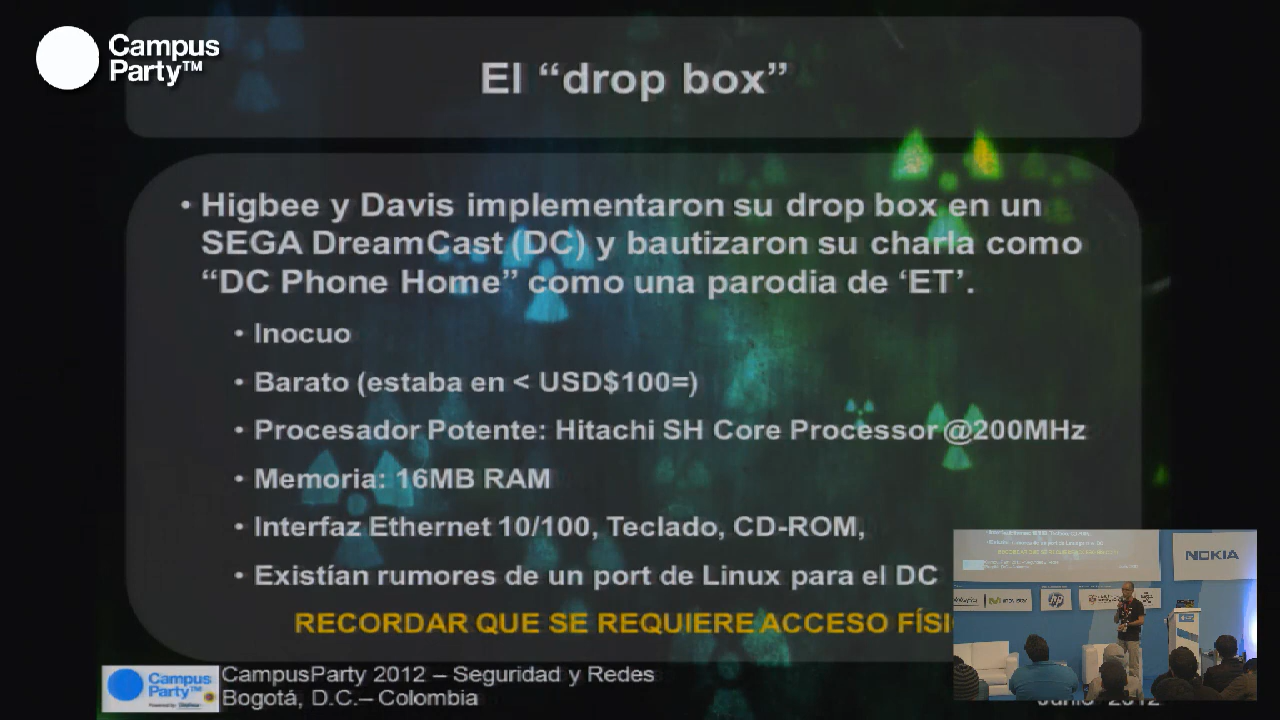 Campus
Party™
El “drop box”
• Higbee y Davis implementaron su drop box en un
SEGA DreamCast (DC) y bautizaron su charla como
“DC Phone Home” como una parodia de ‘ET’.
• Inocuo
• Barato (estaba en < USD$100=)
• Procesador Potente: Hitachi SH Core Processor @200MHz
• Memoria: 16MB RAM
• Interfaz Ethernet 10/100, Teclado, CD-ROM,
• Existían rumores de un port de Linux para el DC
RECORDAR QUE SE REQUIERE ACCESO
NOKIA
hp
Campus
Party™
CampusParty 2012 – Seguridad y Redes
Bogotá, D.C.– Colombia
2012